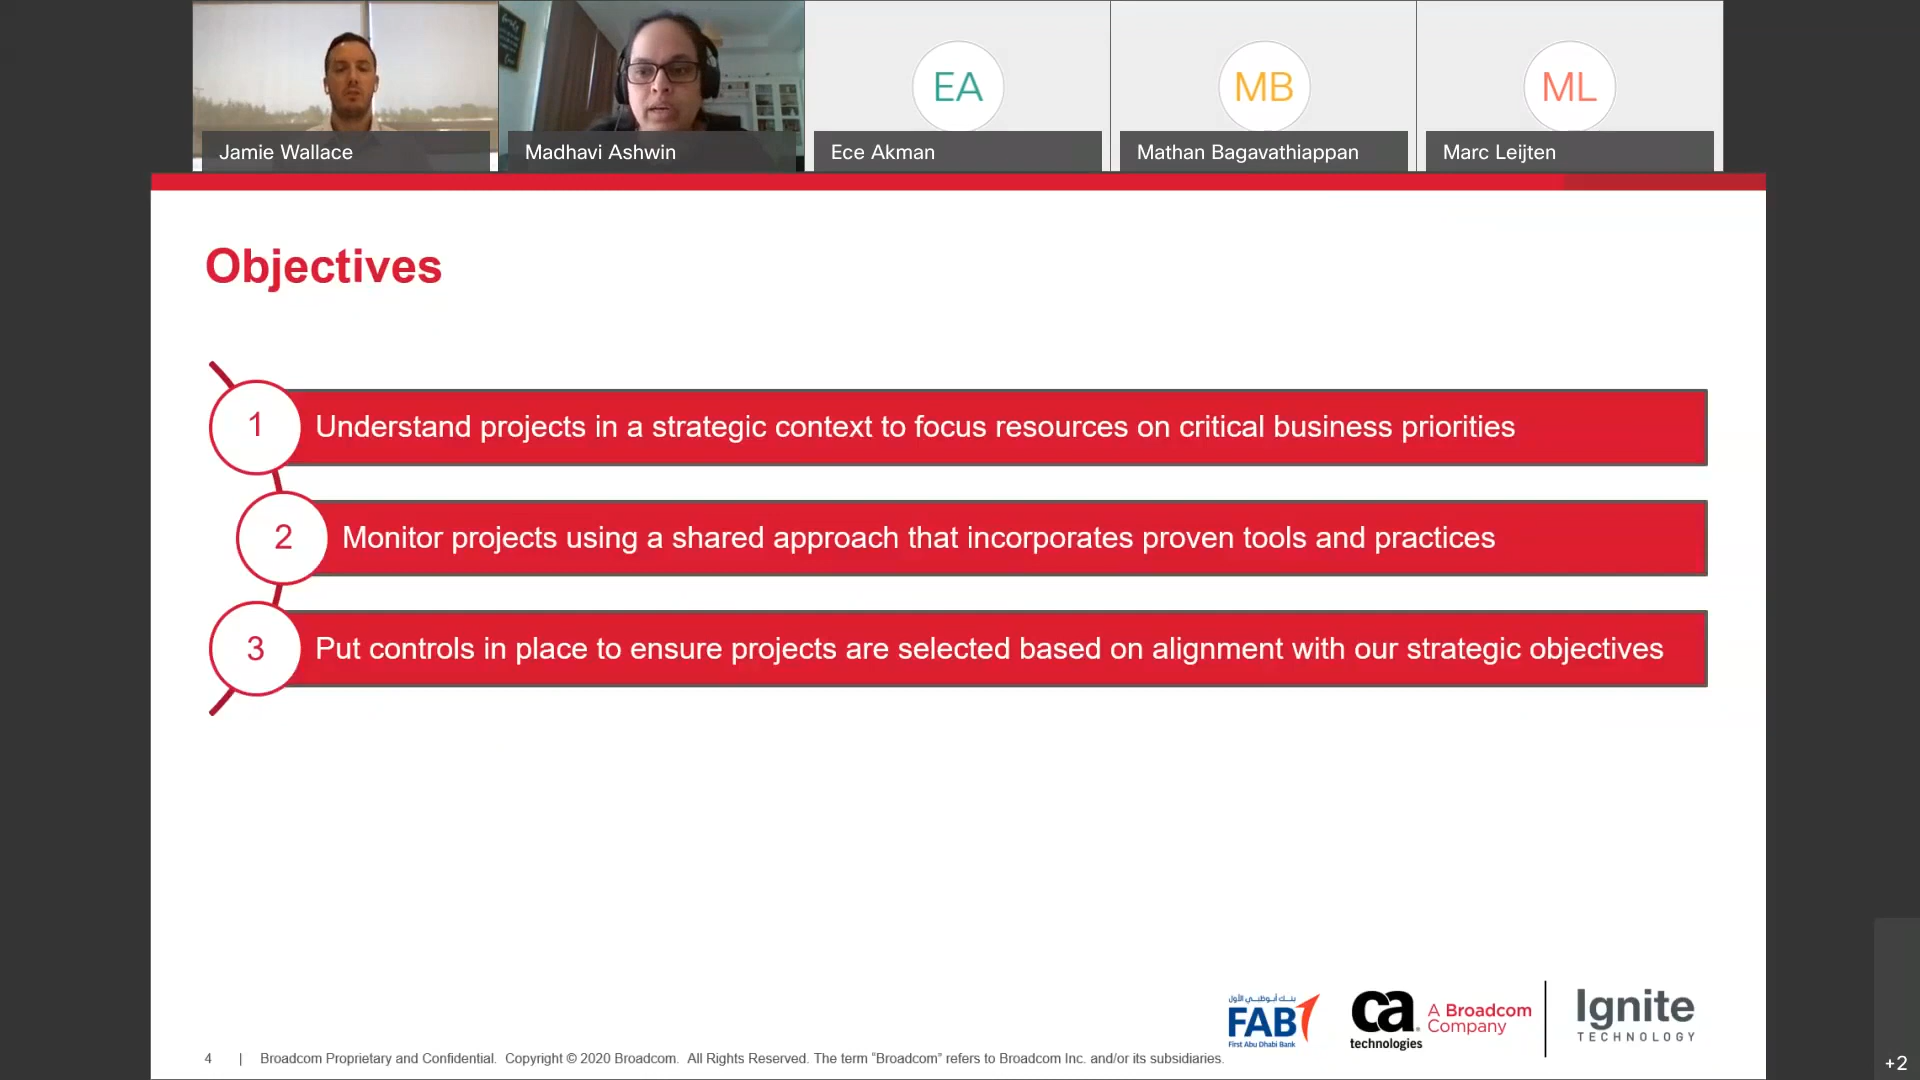 EA
MB
ML
Jamie Wallace
Madhavi Ashwin
Ece Akman
Mathan Bagavathiappan
Marc Leijten
Objectives
1 Understand projects in a strategic context to focus resources on critical business priorities
2 Monitor projects using a shared approach that incorporates proven tools and practices
3 Put controls in place to ensure projects are selected based on alignment with our strategic objectives
بنك أبوظبي الأول
FAB
First Abu Dhabi Bank
ca
technologies
A Broadcom
Company
Ignite
TECHNOLOGY
4 | Broadcom Proprietary and Confidential. Copyright © 2020 Broadcom. All Rights Reserved. The term “Broadcom” refers to Broadcom Inc. and/or its subsidiaries.
+2